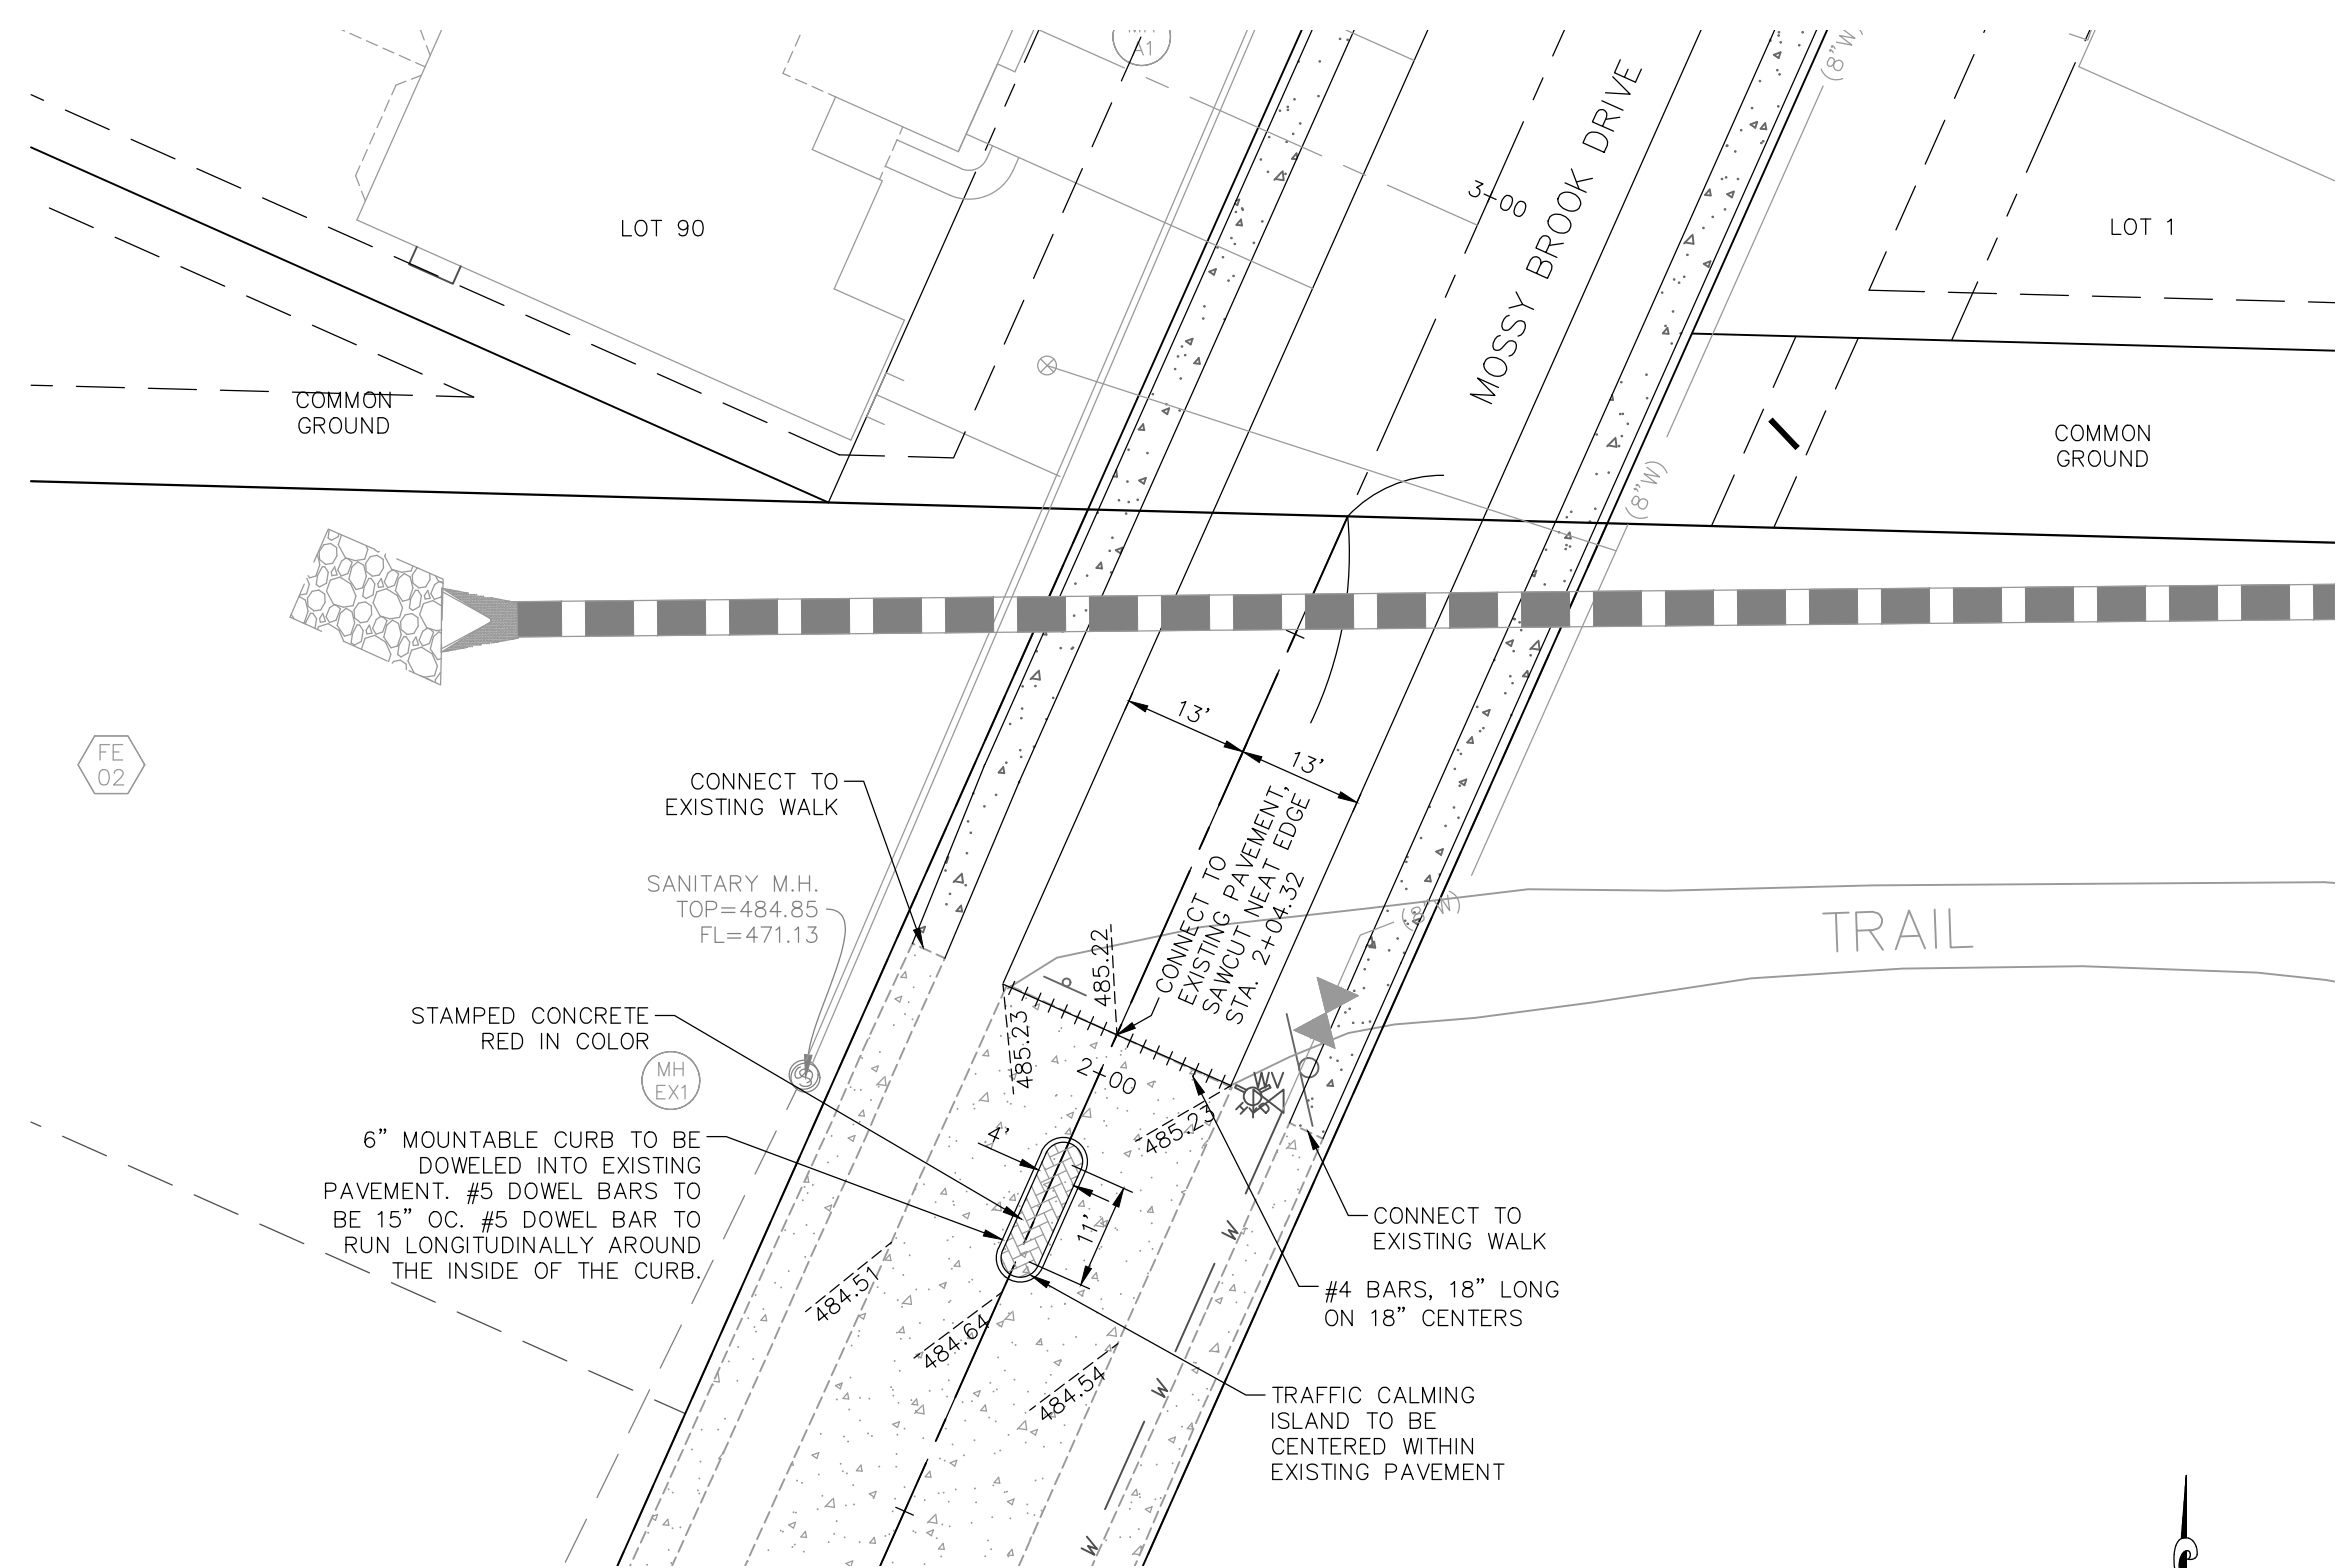 A1
(8"W)
MOSSY BROOK DRIVE
3+00
LOT 90
LOT 1
COMMON
GROUND
COMMON
GROUND
(8"W)
FE
02
13'
13'
CONNECT TO
EXISTING WALK
SANITARY M.H.
TOP=484.85
FL=471.13
CONNECT TO
EXISTING PAVEMENT,
SAWCUT NEAT EDGE
STA. 2+04.32
(8"W)
TRAIL
485.22
485.23
STAMPED CONCRETE
RED IN COLOR
MH
EX1
S
2+00
WV
485.23
4'
11'
6" MOUNTABLE CURB TO BE
DOWELED INTO EXISTING
PAVEMENT. #5 DOWEL BARS TO
BE 15" OC. #5 DOWEL BAR TO
RUN LONGITUDINALLY AROUND
THE INSIDE OF THE CURB.
CONNECT TO
EXISTING WALK
W
#4 BARS, 18" LONG
ON 18" CENTERS
484.51
484.64
484.54
W
TRAFFIC CALMING
ISLAND TO BE
CENTERED WITHIN
EXISTING PAVEMENT
W